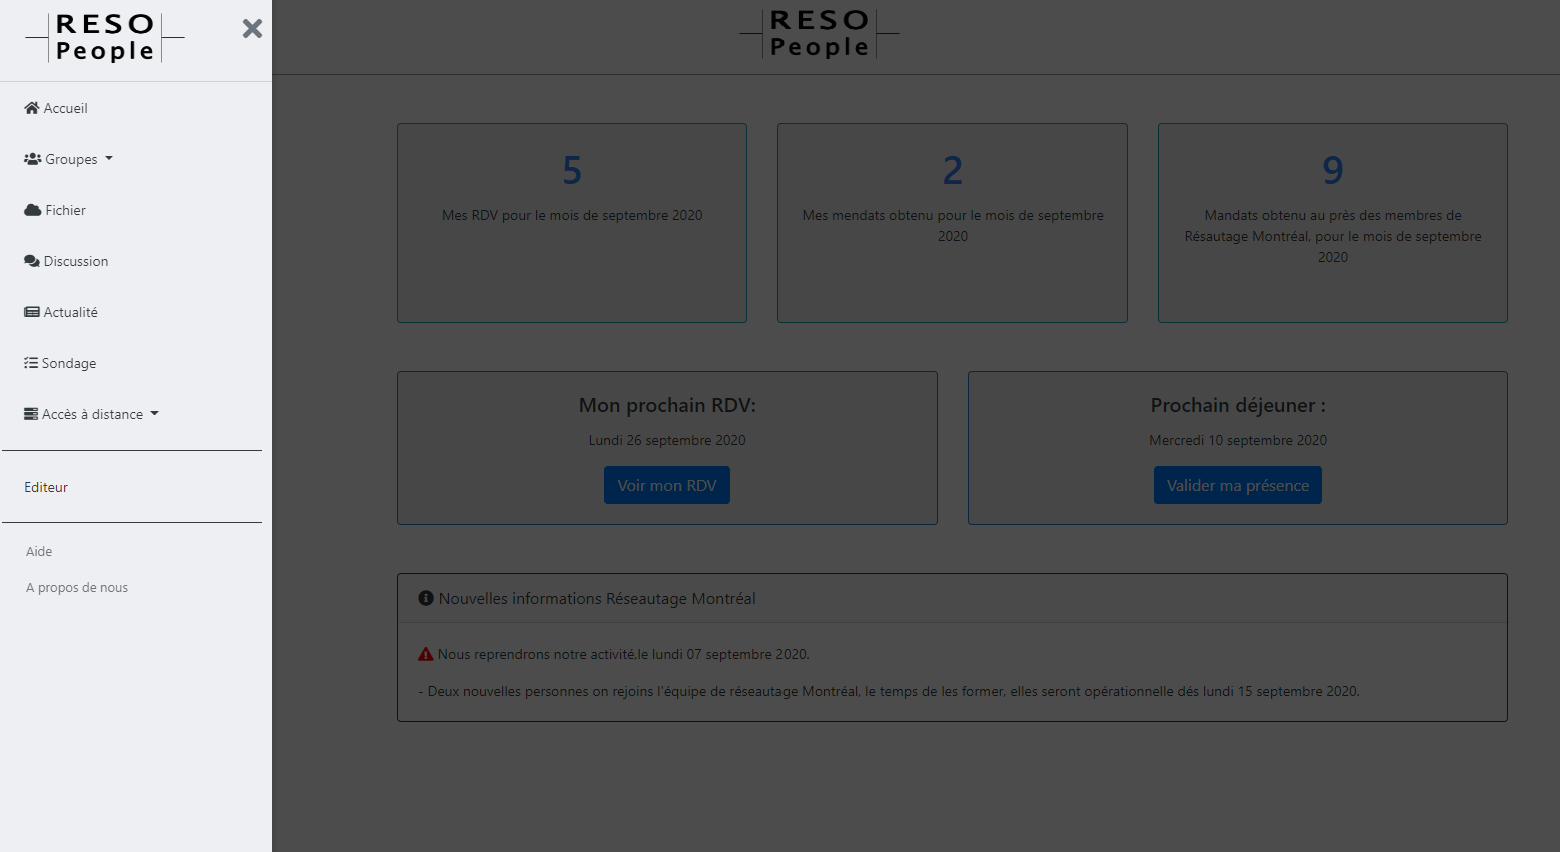 RESO
People
Accueil
Groupes
Fichier
Discussion
Actualité
Sondage
Accès à distance
Editeur
Aide
A propos de nous
RESO
People
5
Mes RDV pour le mois de septembre 2020
2
Mes mendats obtenu pour le mois de septembre
2020
9
Mandats obtenu au près des membres de
Résautage Montréal, pour le mois de septembre
2020
Mon prochain RDV:
Lundi 26 septembre 2020
Voir mon RDV
Prochain déjeuner :
Mercredi 10 septembre 2020
Valider ma présence
Nouvelles informations Réseautage Montréal
Nous reprendrons notre activité,le lundi 07 septembre 2020.
- Deux nouvelles personnes on rejoins l'équipe de réseautage Montréal, le temps de les former, elles seront opérationnelle dés lundi 15 septembre 2020.